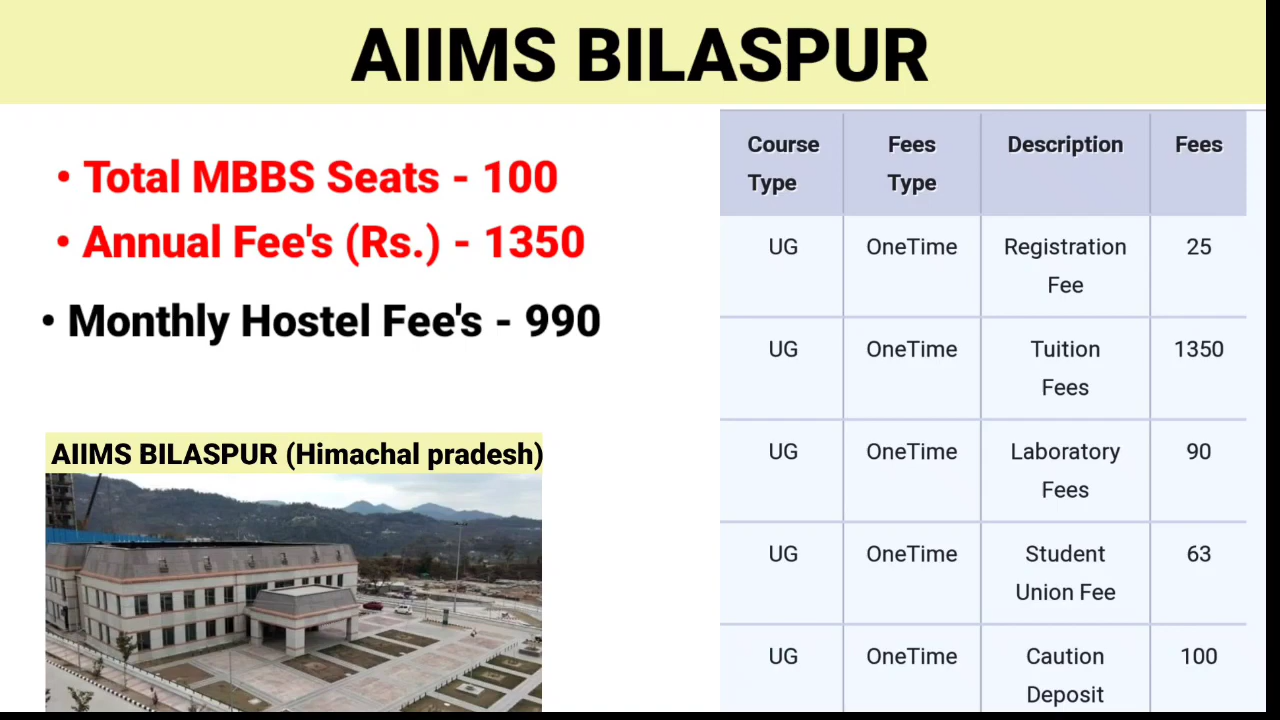 AIIMS BILASPUR
• Total MBBS Seats - 100
• Annual Fee's (Rs.) - 1350
• Monthly Hostel Fee's - 990
AIIMS BILASPUR (Himachal pradesh)
Course Type Fees Type Description Fees
UG OneTime Registration Fee 25
UG OneTime Tuition Fees 1350
UG OneTime Laboratory Fees 90
UG OneTime Student Union Fee 63
UG OneTime Caution Deposit 100